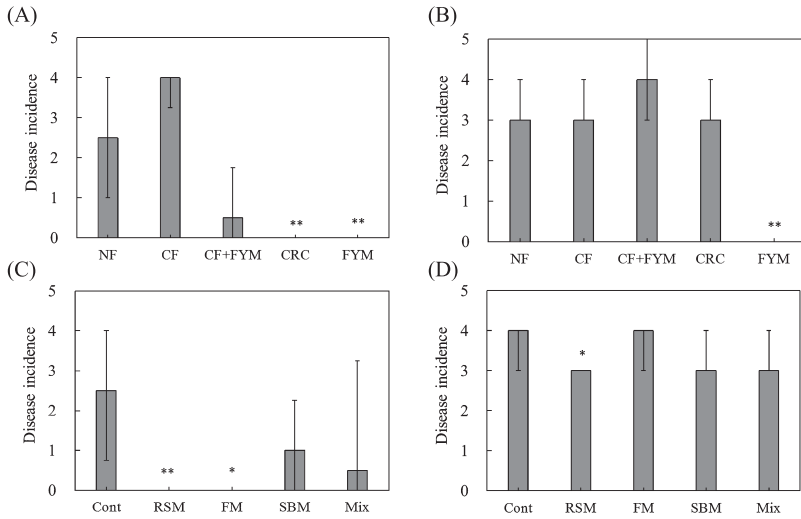 (A)
5
4
3
2
1
0
Disease incidence
** **
NF CF CF+FYM CRC FYM
(B)
5
4
3
2
1
0
Disease incidence
**
NF CF CF+FYM CRC FYM
(C)
5
4
3
2
1
0
Disease incidence
** *
Cont RSM FM SBM Mix
(D)
5
4
3
2
1
0
Disease incidence
*
Cont RSM FM SBM Mix